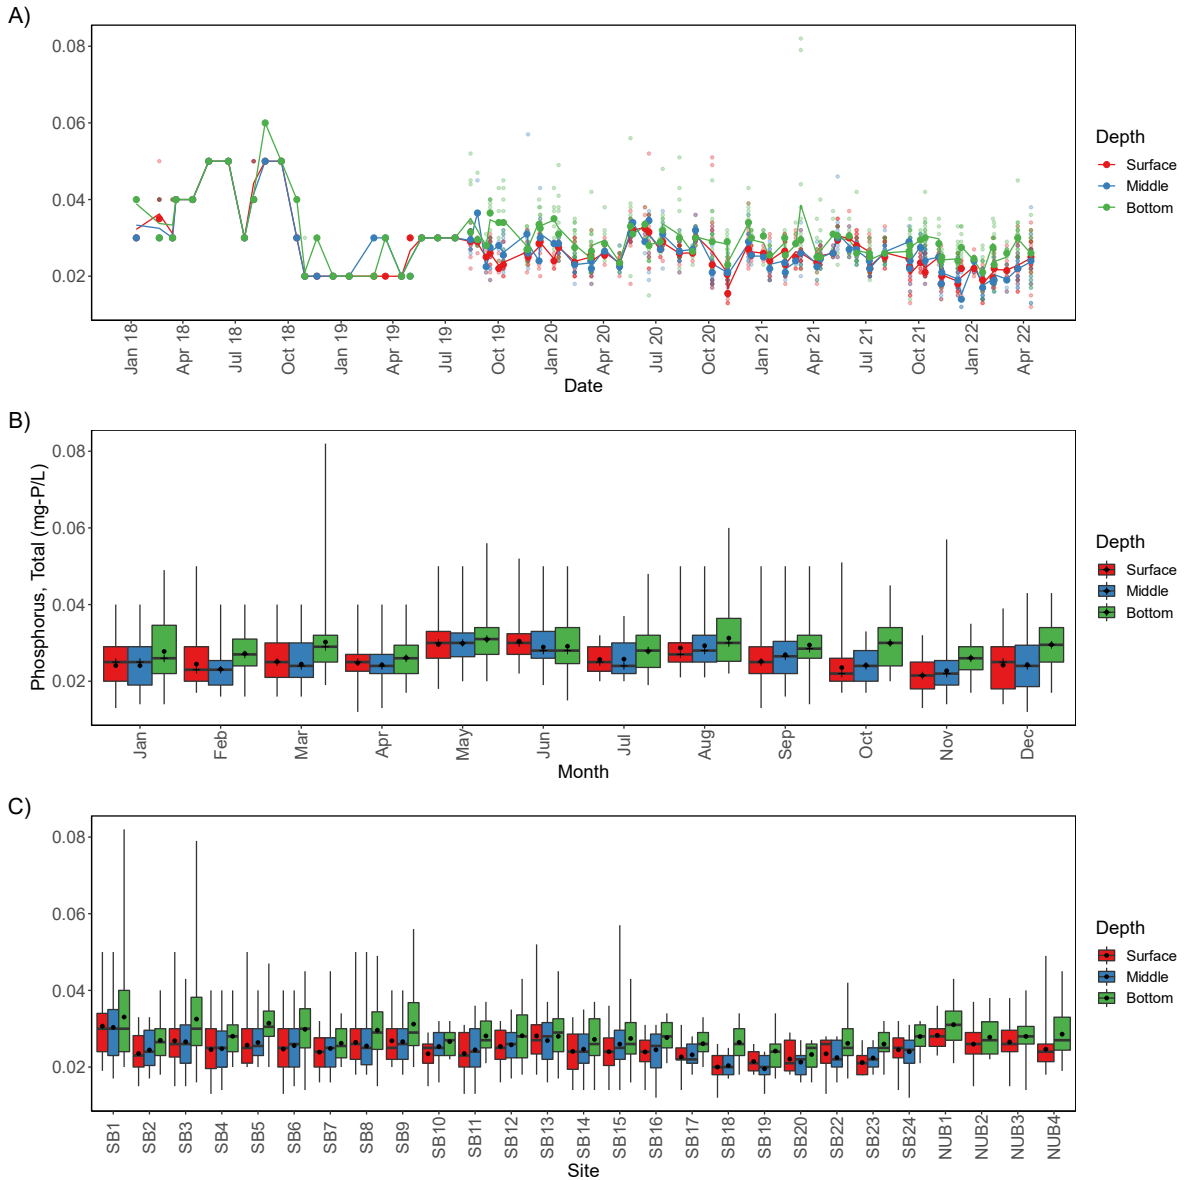 A)
0.08
0.06
0.04
0.02
Jan 18
Apr 18
Jul 18
Oct 18
Jan 19
Apr 19
Jul 19
Oct 19
Jan 20
Apr 20
Jul 20
Oct 20
Jan 21
Apr 21
Jul 21
Oct 21
Jan 22
Apr 22
Date
Depth
Surface
Middle
Bottom
B)
Phosphorus, Total (mg-P/L)
0.08
0.06
0.04
0.02
Jan
Feb
Mar
Apr
May
Jun
Jul
Aug
Sep
Oct
Nov
Dec
Month
Depth
Surface
Middle
Bottom
C)
0.08
0.06
0.04
0.02
SB1
SB2
SB3
SB4
SB5
SB6
SB7
SB8
SB9
SB10
SB11
SB12
SB13
SB14
SB15
SB16
SB17
SB18
SB19
SB20
SB22
SB23
SB24
NUB1
NUB2
NUB3
NUB4
Site
Depth
Surface
Middle
Bottom